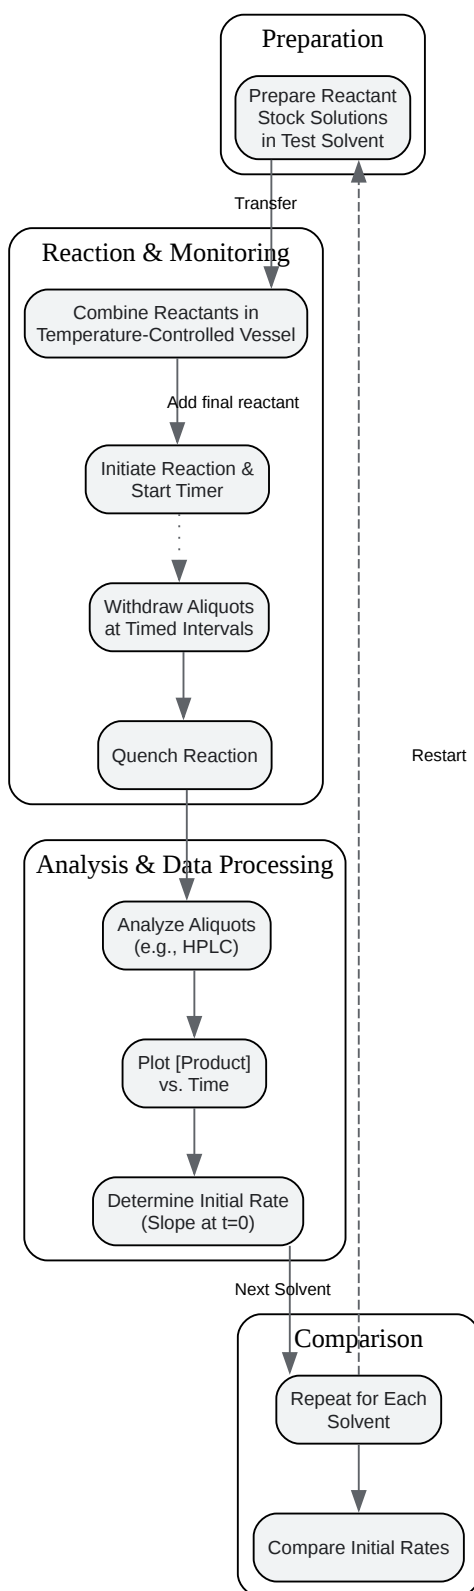 Preparation
Prepare Reactant
Stock Solutions
in Test Solvent
Transfer
Reaction & Monitoring
Combine Reactants in
Temperature-Controlled Vessel
Add final reactant
Initiate Reaction &
Start Timer
Withdraw Aliquots
at Timed Intervals
Quench Reaction
Restart
Analysis & Data Processing
Analyze Aliquots
(e.g., HPLC)
Plot [Product]
vs. Time
Determine Initial Rate
(Slope at t=0)
Next Solvent
Comparison
Repeat for Each
Solvent
Compare Initial Rates